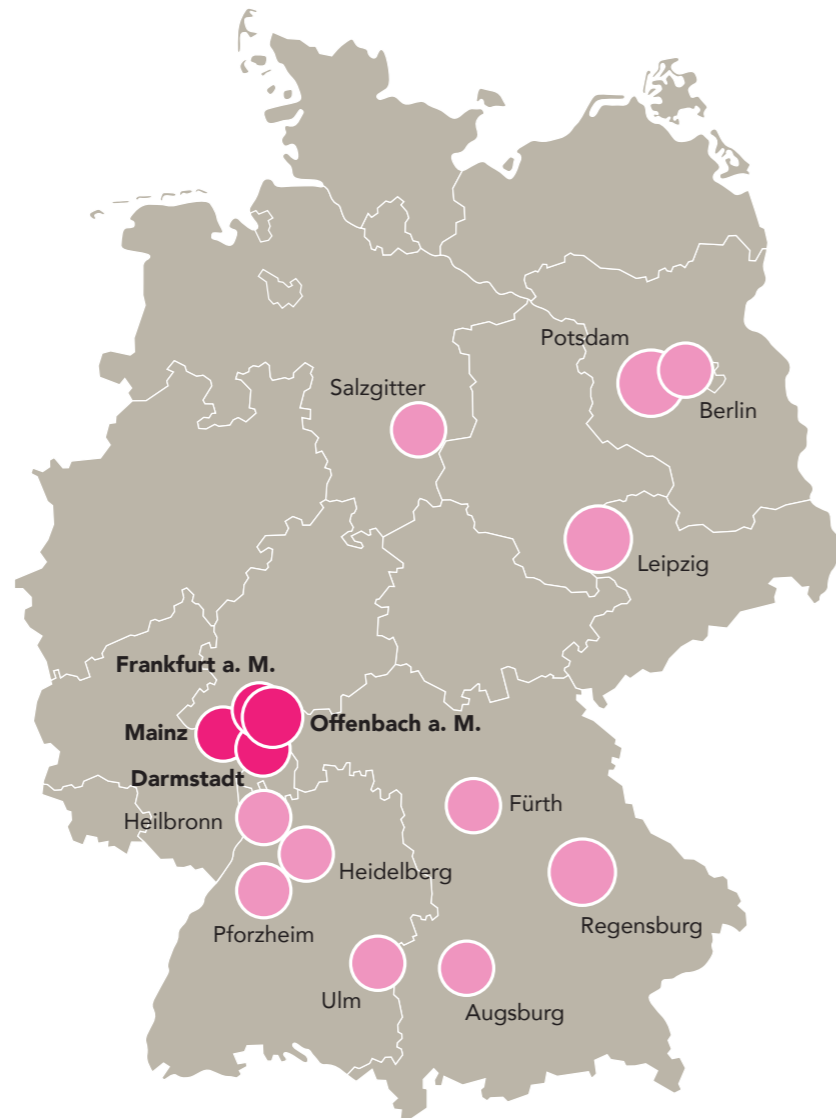 Potsdam
Salzgitter
Berlin
Leipzig
Frankfurt a. M.
Offenbach a. M.
Mainz
Darmstadt
Heilbronn
Fürth
Heidelberg
Regensburg
Pforzheim
Ulm
Augsburg